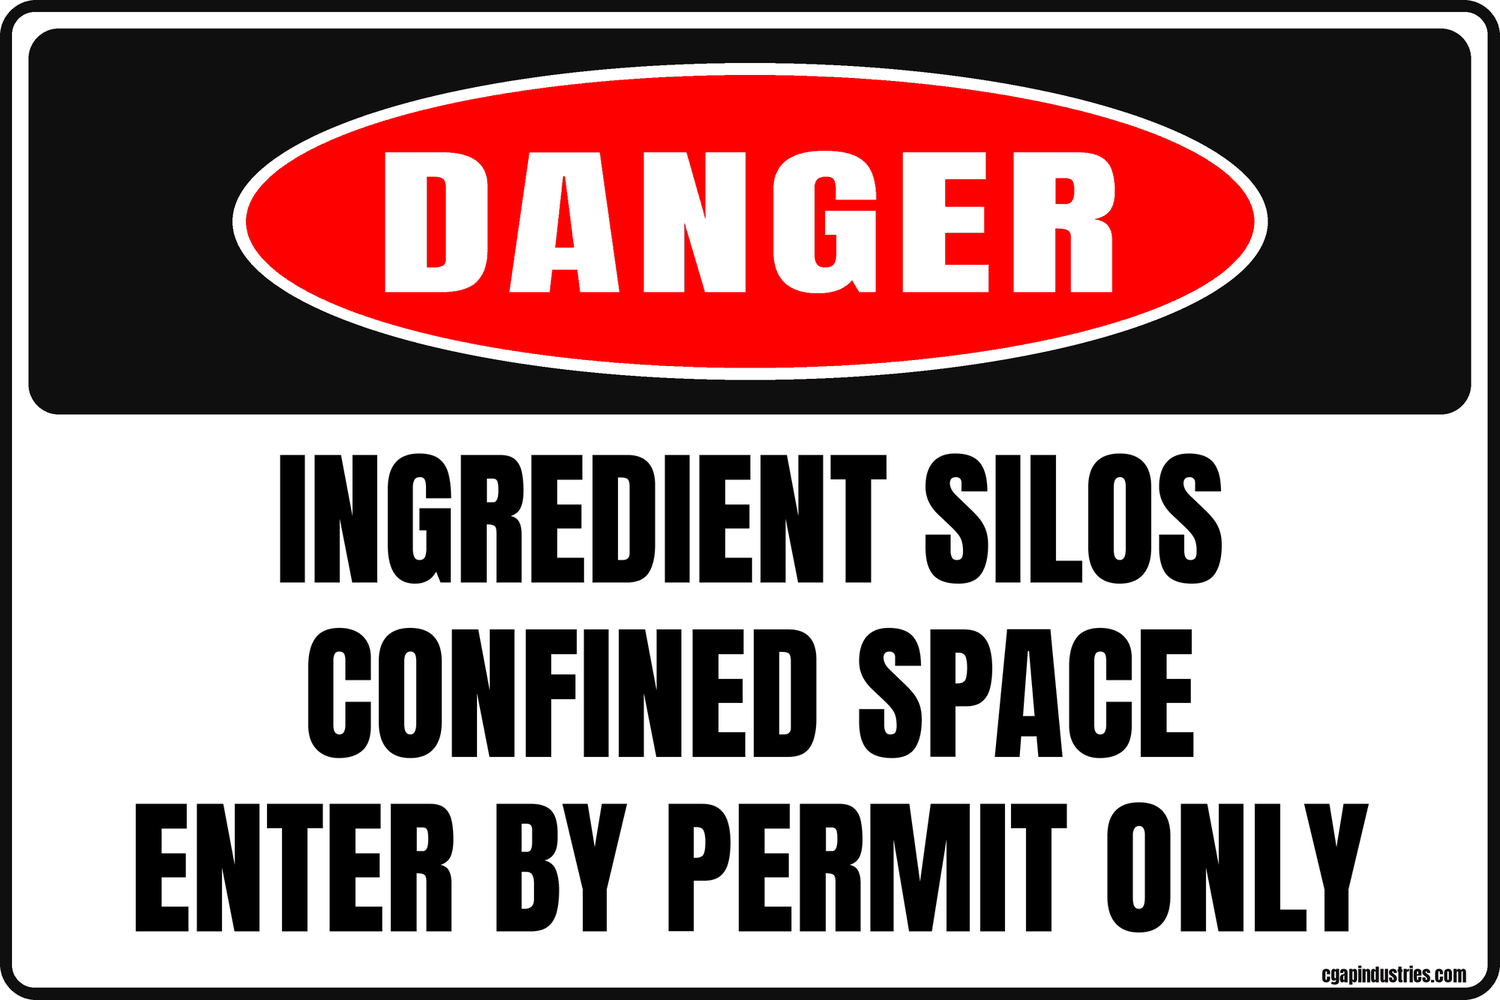 DANGER
INGREDIENT SILOS
CONFINED SPACE
ENTER BY PERMIT ONLY
cgapindustries.com